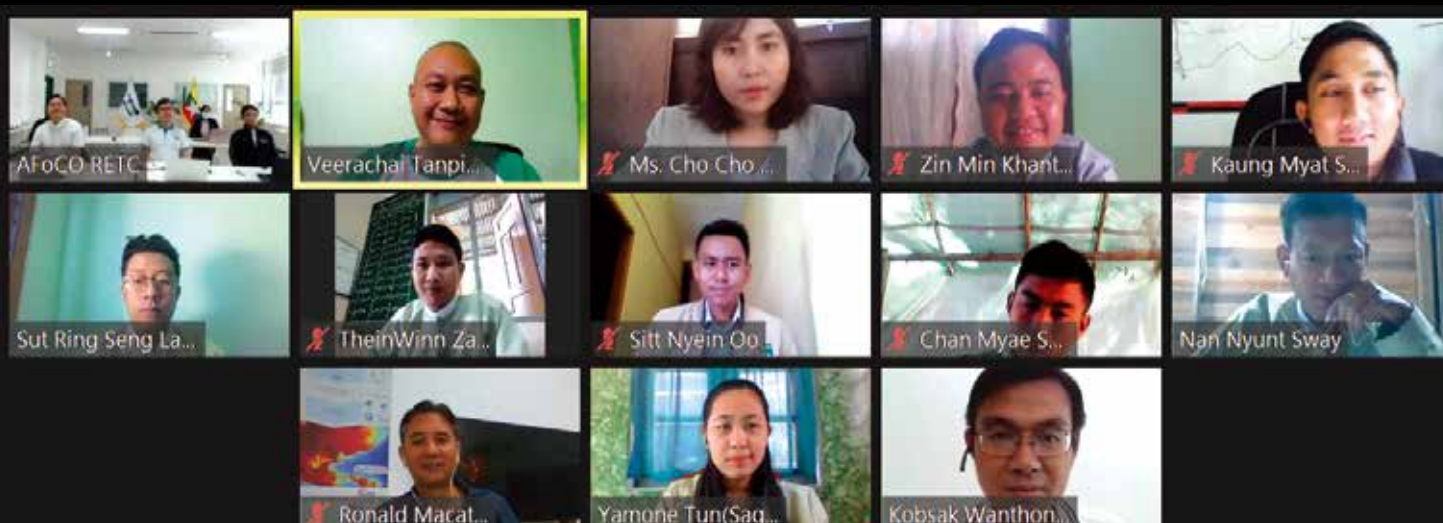 AFoCO RETC
Veerachai Tanpi...
Ms. Cho Cho ...
Zin Min Khant...
Kaung Myat S...
Sut Ring Seng La...
TheinWinn Za...
Sitt Nyein Oo
Chan Myae S...
Nan Nyunt Sway
Ronald Macat...
Yamone Tun(Sag...
Kobsak Wanthon...